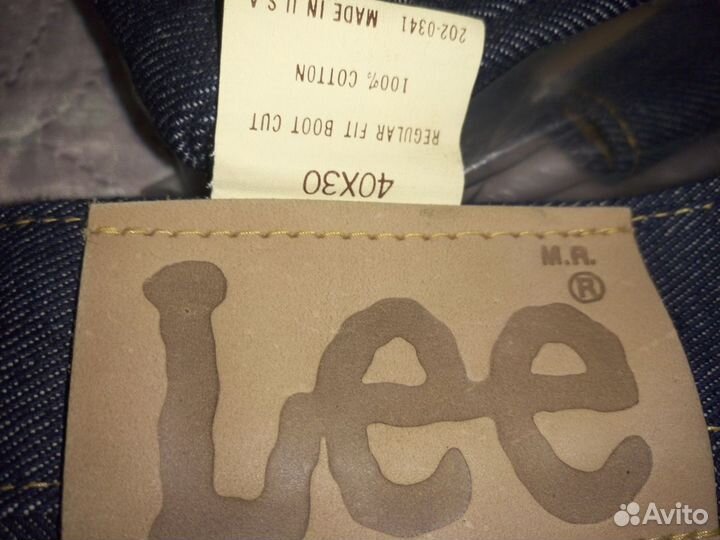 40X30
REGULAR FIT BOOT CUT
100% COTTON
202-0341 MADE IN U.S.A
M.R.
®
Lee
Avito